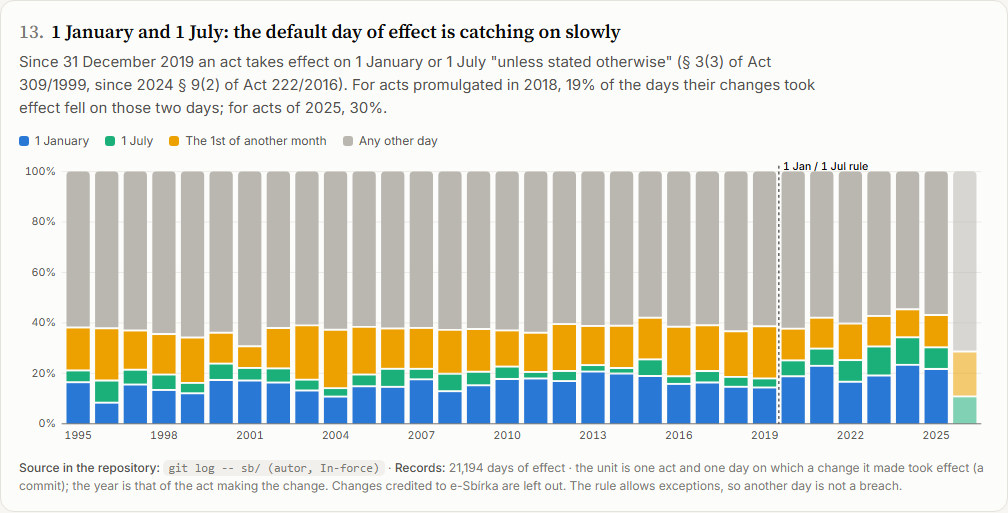 13. 1 January and 1 July: the default day of effect is catching on slowly
Since 31 December 2019 an act takes effect on 1 January or 1 July "unless stated otherwise" (§ 3(3) of Act
309/1999, since 2024 § 9(2) of Act 222/2016). For acts promulgated in 2018, 19% of the days their changes took
effect fell on those two days; for acts of 2025, 30%.
1 January 1 July The 1st of another month Any other day
1 Jan / 1 Jul rule
100%
80%
60%
40%
20%
0%
1995 1998 2001 2004 2007 2010 2013 2016 2019 2022 2025
Source in the repository: git log -- sb/ (autor, In-force) · Records: 21,194 days of effect · the unit is one act and one day on which a change it made took effect (a
commit); the year is that of the act making the change. Changes credited to e-Sbirka are left out. The rule allows exceptions, so another day is not a breach.